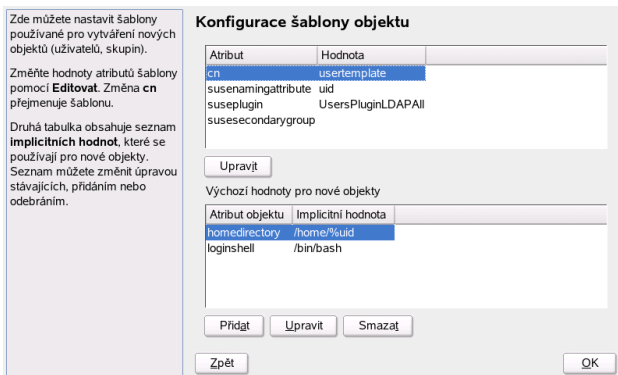 Zde můžete nastavit šablony
používané pro vytváření nových
objektů (uživatelů, skupin).
Změňte hodnoty atributů šablony
pomocí Editovat. Změna cn
přejmenuje šablonu.
Druhá tabulka obsahuje seznam
implicitních hodnot, které se
používají pro nové objekty.
Seznam můžete změnit úpravou
stávajících, přidáním nebo
odebráním.
Konfigurace šablony objektu
Atribut Hodnota
cn usertemplate
susenamingattribute uid
suseplugin UsersPluginLDAPAll
susesecondarygroup
Upravit
Výchozí hodnoty pro nové objekty
Atribut objektu Implicitní hodnota
homedirectory /home/%uid
loginshell /bin/bash
Přidat Upravit Smazat
Zpět OK